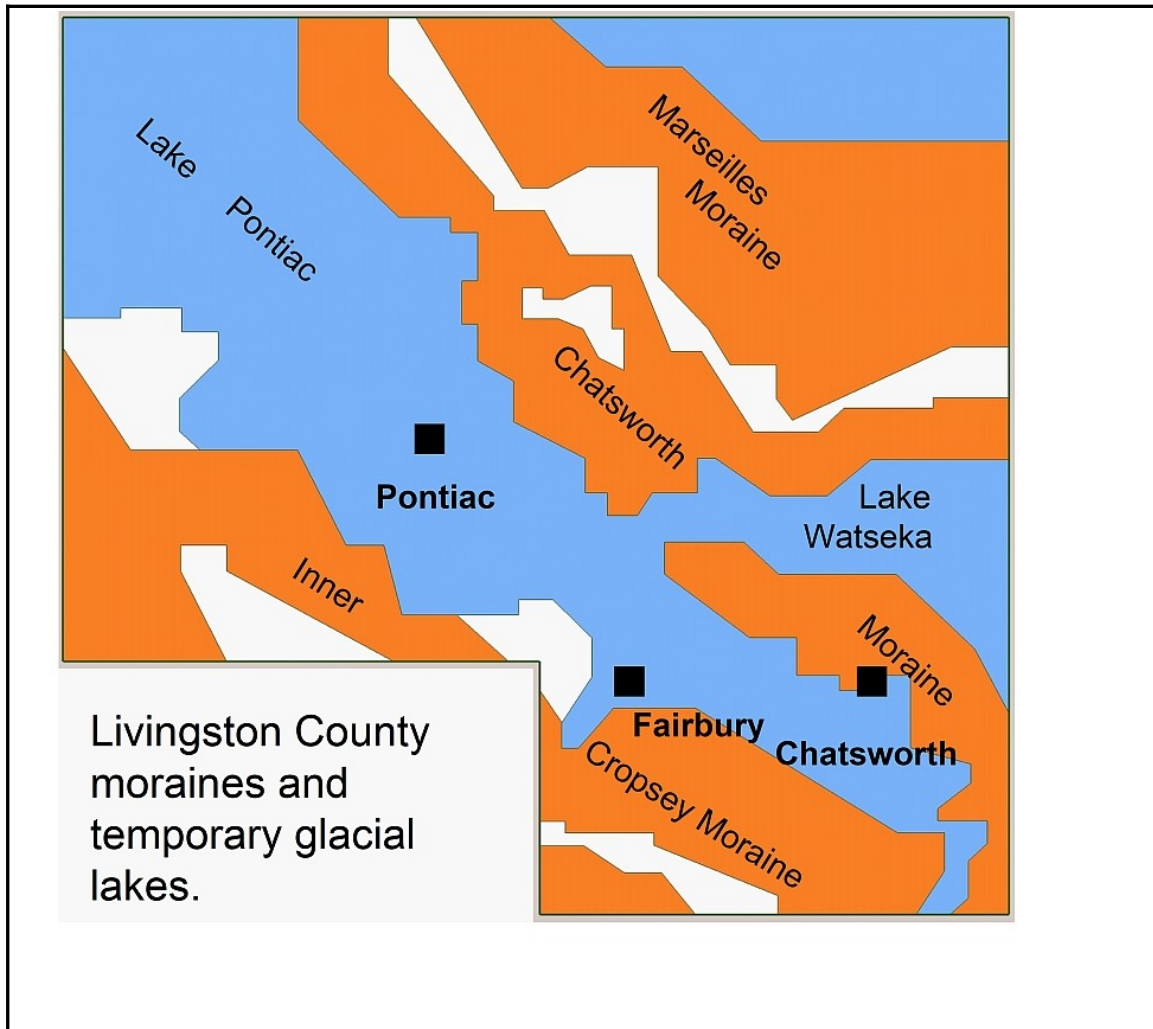 Lake
Pontiac
Marseilles
Moraine
Chatsworth
Pontiac
Lake
Watseka
Inner
Moraine
Fairbury
Chatsworth
Cropsey Moraine
Livingston County
moraines and
temporary glacial
lakes.